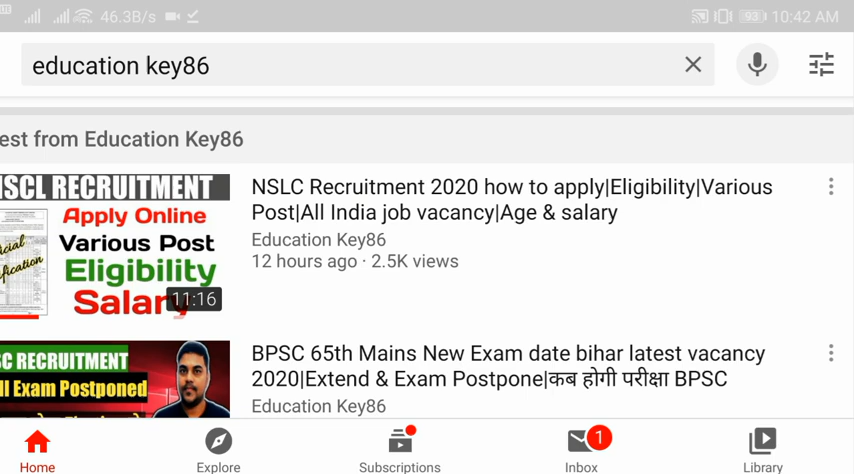 46.3B/s
93
10:42 AM
education key86
est from Education Key86
NSCL RECRUITMENT
Apply Online
Various Post
Eligibility
Salary
11:16
NSLC Recruitment 2020 how to apply|Eligibility|Various
Post|All India job vacancy|Age & salary
Education Key86
12 hours ago · 2.5K views
SC RECRUITMENT
ll Exam Postponed
BPSC 65th Mains New Exam date bihar latest vacancy
2020|Extend & Exam Postpone|कब होगी परीक्षा BPSC
Education Key86
Home
Explore
Subscriptions
1
Inbox
Library